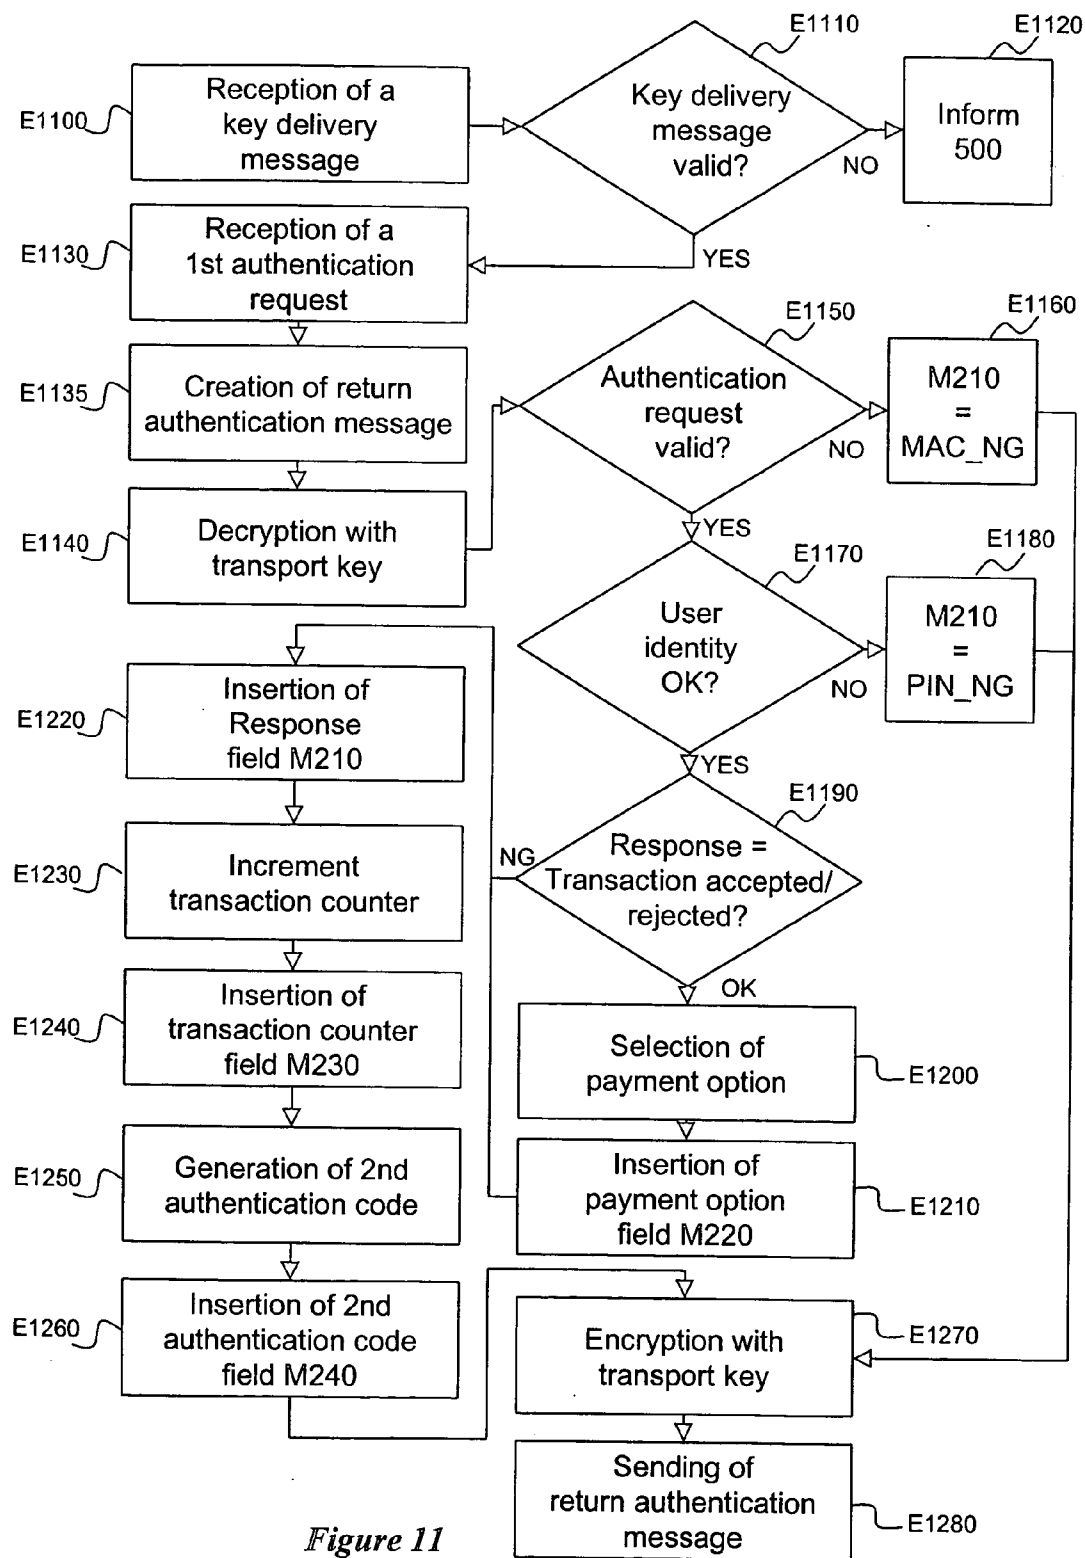 E1100
Reception of a
key delivery
message
E1110
Key delivery
message
valid?
NO
YES
E1120
Inform
500
E1130
Reception of a
1st authentication
request
E1135
Creation of return
authentication message
E1140
Decryption with
transport key
E1150
Authentication
request
valid?
NO
YES
E1160
M210
=
MAC_NG
E1170
User
identity
OK?
NO
YES
E1180
M210
=
PIN_NG
E1190
Response =
Transaction accepted/
rejected?
NG
OK
E1200
Selection of
payment option
E1210
Insertion of
payment option
field M220
E1220
Insertion of
Response
field M210
E1230
Increment
transaction counter
E1240
Insertion of
transaction counter
field M230
E1250
Generation of 2nd
authentication code
E1260
Insertion of 2nd
authentication code
field M240
E1270
Encryption with
transport key
E1280
Sending of
return authentication
message
Figure 11